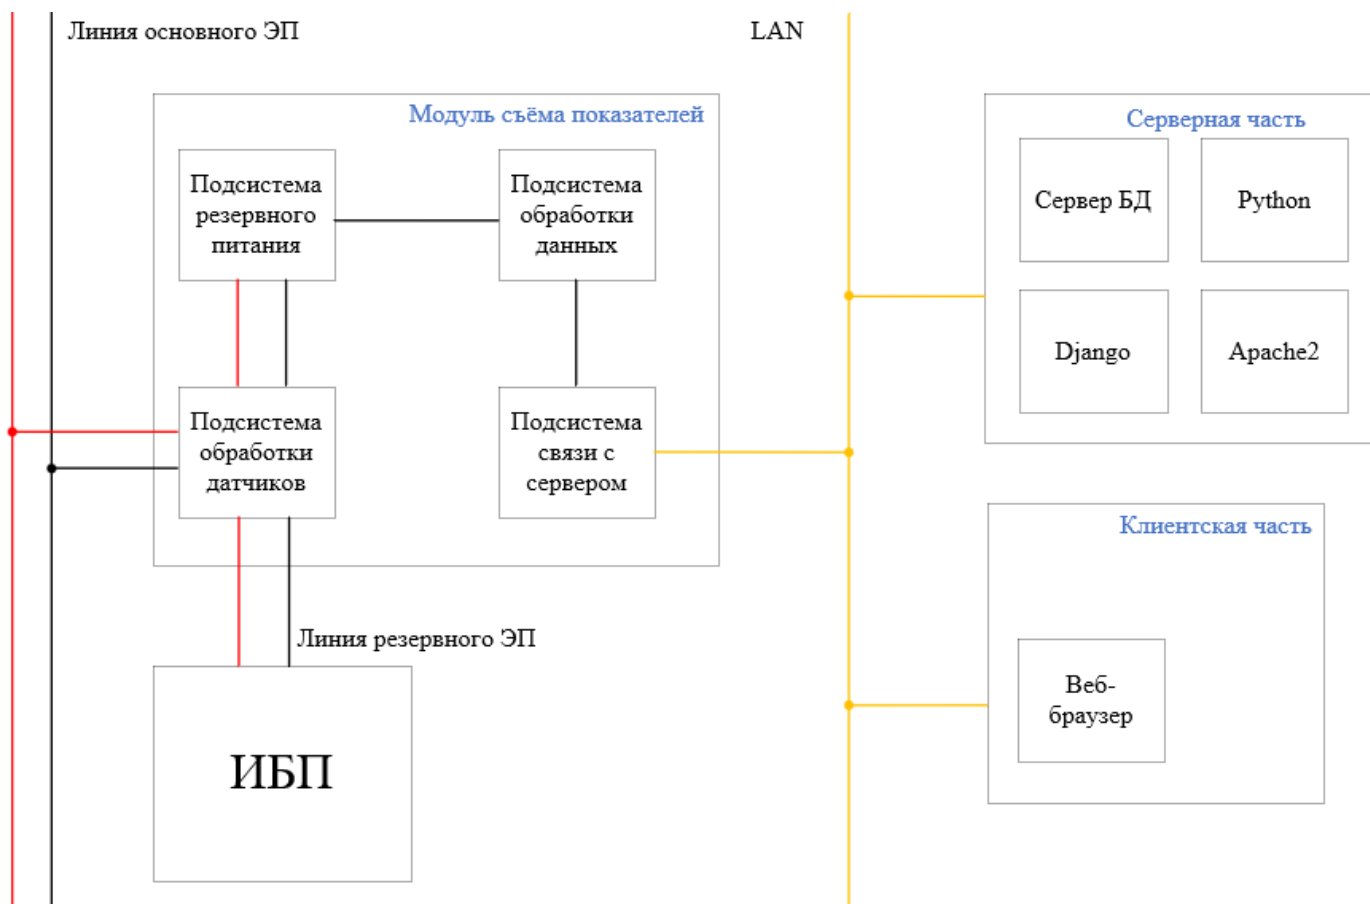 Линия основного ЭП
LAN
Модуль съёма показателей
Подсистема
резервного
питания
Подсистема
обработки
данных
Подсистема
обработки
датчиков
Подсистема
связи с
сервером
Линия резервного ЭП
ИБП
Серверная часть
Сервер БД
Python
Django
Apache2
Клиентская часть
Веб-
браузер